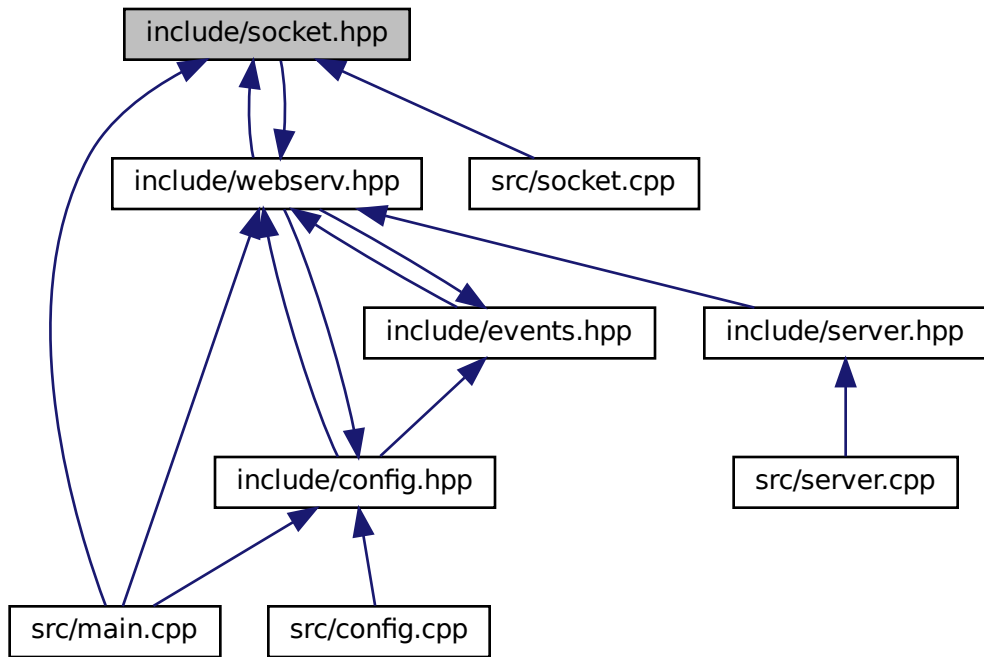 include/socket.hpp
include/webserv.hpp
src/socket.cpp
include/events.hpp
include/server.hpp
include/config.hpp
src/server.cpp
src/main.cpp
src/config.cpp